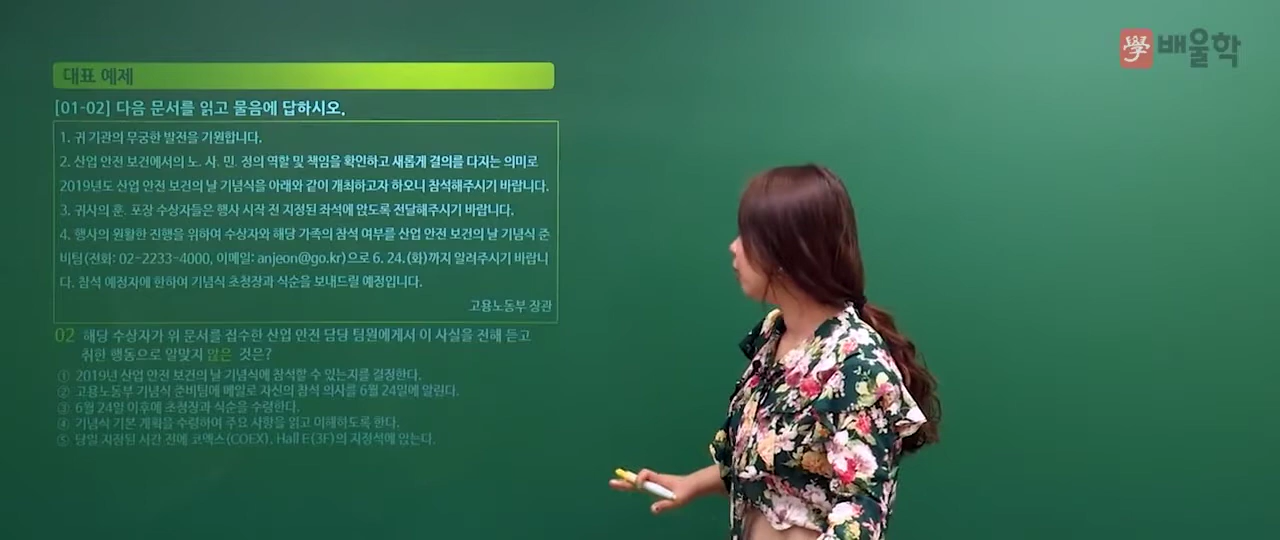 學 배울학
대표 예제
[01-02] 다음 문서를 읽고 물음에 답하시오.
1. 귀 기관의 무궁한 발전을 기원합니다.
2. 산업 안전 보건에서의 노. 사. 민. 정의 역할 및 책임을 확인하고 새롭게 결의를 다지는 의미로
2019년도 산업 안전 보건의 날 기념식을 아래와 같이 개최하고자 하오니 참석해주시기 바랍니다.
3. 귀사의 훈. 포장 수상자들은 행사 시작 전 지정된 좌석에 앉도록 전달해주시기 바랍니다.
4. 행사의 원활한 진행을 위하여 수상자와 해당 가족의 참석 여부를 산업 안전 보건의 날 기념식 준
비팀(전화: 02-2233-4000, 이메일: anjeon@go.kr)으로 6. 24.(화)까지 알려주시기 바랍니
다. 참석 예정자에 한하여 기념식 초청장과 식순을 보내드릴 예정입니다.
고용노동부 장관
02 해당 수상자가 위 문서를 접수한 산업 안전 담당 팀원에게서 이 사실을 전해 듣고
취한 행동으로 알맞지 않은 것은?
① 2019년 산업 안전 보건의 날 기념식에 참석할 수 있는지를 결정한다.
② 고용노동부 기념식 준비팀에 메일로 자신의 참석 의사를 6월 24일에 알린다.
③ 6월 24일 이후에 초청장과 식순을 수령한다.
④ 기념식 기본 계획을 수령하여 주요 사항을 읽고 이해하도록 한다.
⑤ 당일 지정된 시간 전에 코엑스(COEX), Hall E(3F)의 지정석에 앉는다.